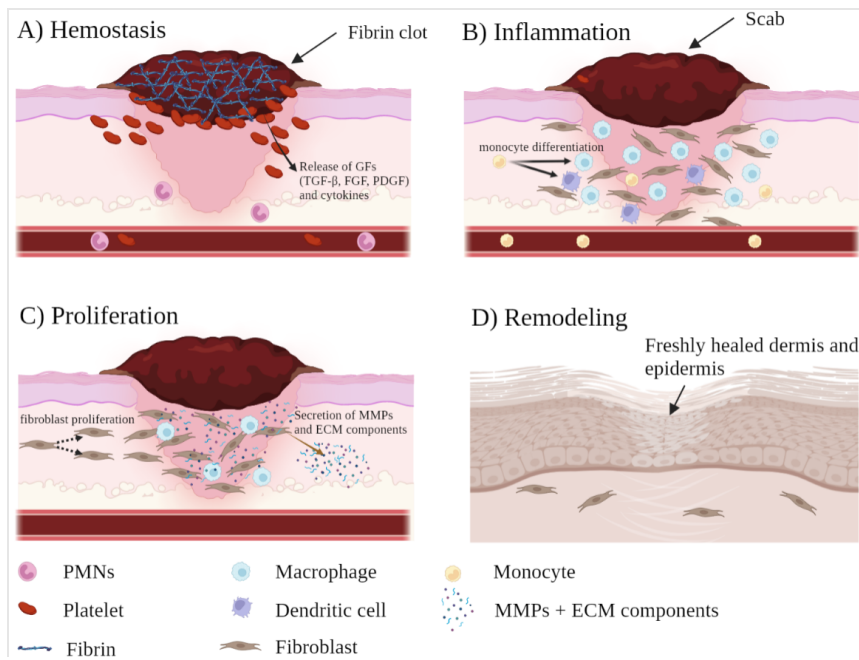 A) Hemostasis
Fibrin clot
Release of GFs
(TGF-β, FGF, PDGF)
and cytokines
B) Inflammation
Scab
monocyte differentiation
C) Proliferation
fibroblast proliferation
Secretion of MMPs
and ECM components
D) Remodeling
Freshly healed dermis and
epidermis
PMNs
Macrophage
Monocyte
Platelet
Dendritic cell
MMPs + ECM components
Fibrin
Fibroblast